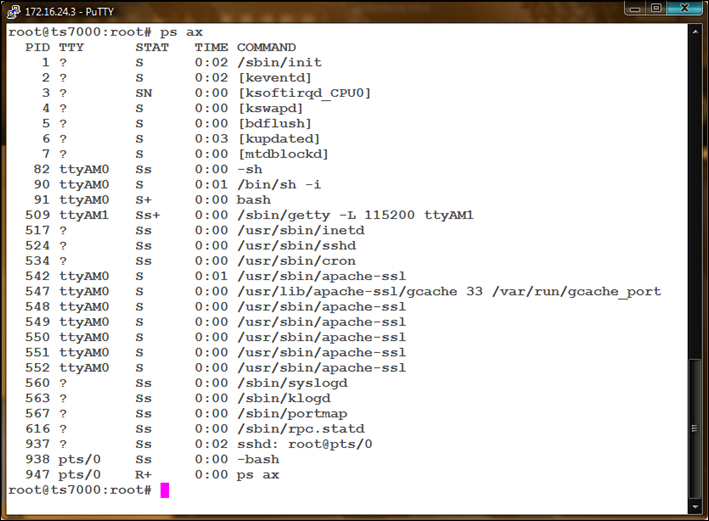 172.16.24.3 - PuTTY
root@ts7000:root# ps ax
PID TTY STAT TIME COMMAND
1 ? S 0:02 /sbin/init
2 ? S 0:02 [keventd]
3 ? SN 0:00 [ksoftirqd_CPU0]
4 ? S 0:00 [kswapd]
5 ? S 0:00 [bdflush]
6 ? S 0:03 [kupdated]
7 ? S 0:00 [mtdblockd]
82 ttyAM0 Ss 0:00 -sh
90 ttyAM0 S 0:01 /bin/sh -i
91 ttyAM0 S+ 0:00 bash
509 ttyAM1 Ss+ 0:00 /sbin/getty -L 115200 ttyAM1
517 ? Ss 0:00 /usr/sbin/inetd
524 ? Ss 0:00 /usr/sbin/sshd
534 ? Ss 0:00 /usr/sbin/cron
542 ttyAM0 S 0:01 /usr/sbin/apache-ssl
547 ttyAM0 S 0:00 /usr/lib/apache-ssl/gcache 33 /var/run/gcache_port
548 ttyAM0 S 0:00 /usr/sbin/apache-ssl
549 ttyAM0 S 0:00 /usr/sbin/apache-ssl
550 ttyAM0 S 0:00 /usr/sbin/apache-ssl
551 ttyAM0 S 0:00 /usr/sbin/apache-ssl
552 ttyAM0 S 0:00 /usr/sbin/apache-ssl
560 ? Ss 0:00 /sbin/syslogd
563 ? Ss 0:00 /sbin/klogd
567 ? Ss 0:00 /sbin/portmap
616 ? Ss 0:00 /sbin/rpc.statd
937 ? Ss 0:02 sshd: root@pts/0
938 pts/0 Ss 0:00 -bash
947 pts/0 R+ 0:00 ps ax
root@ts7000:root#